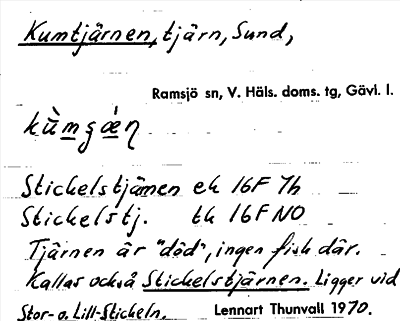 Kumtjärnen, tjärn, Sund,
Ramsjö sn, V. Häls. doms. tg, Gävl. l.
Stickelstjärnen ek 16F 7h
Stickelstj. tk 16F NO
Tjärnen är "död", ingen fisk där.
Kallas också Stickelstjärnen. Ligger vid
Stor- o. Lill-Stickeln. Lennart Thunvall 1970.